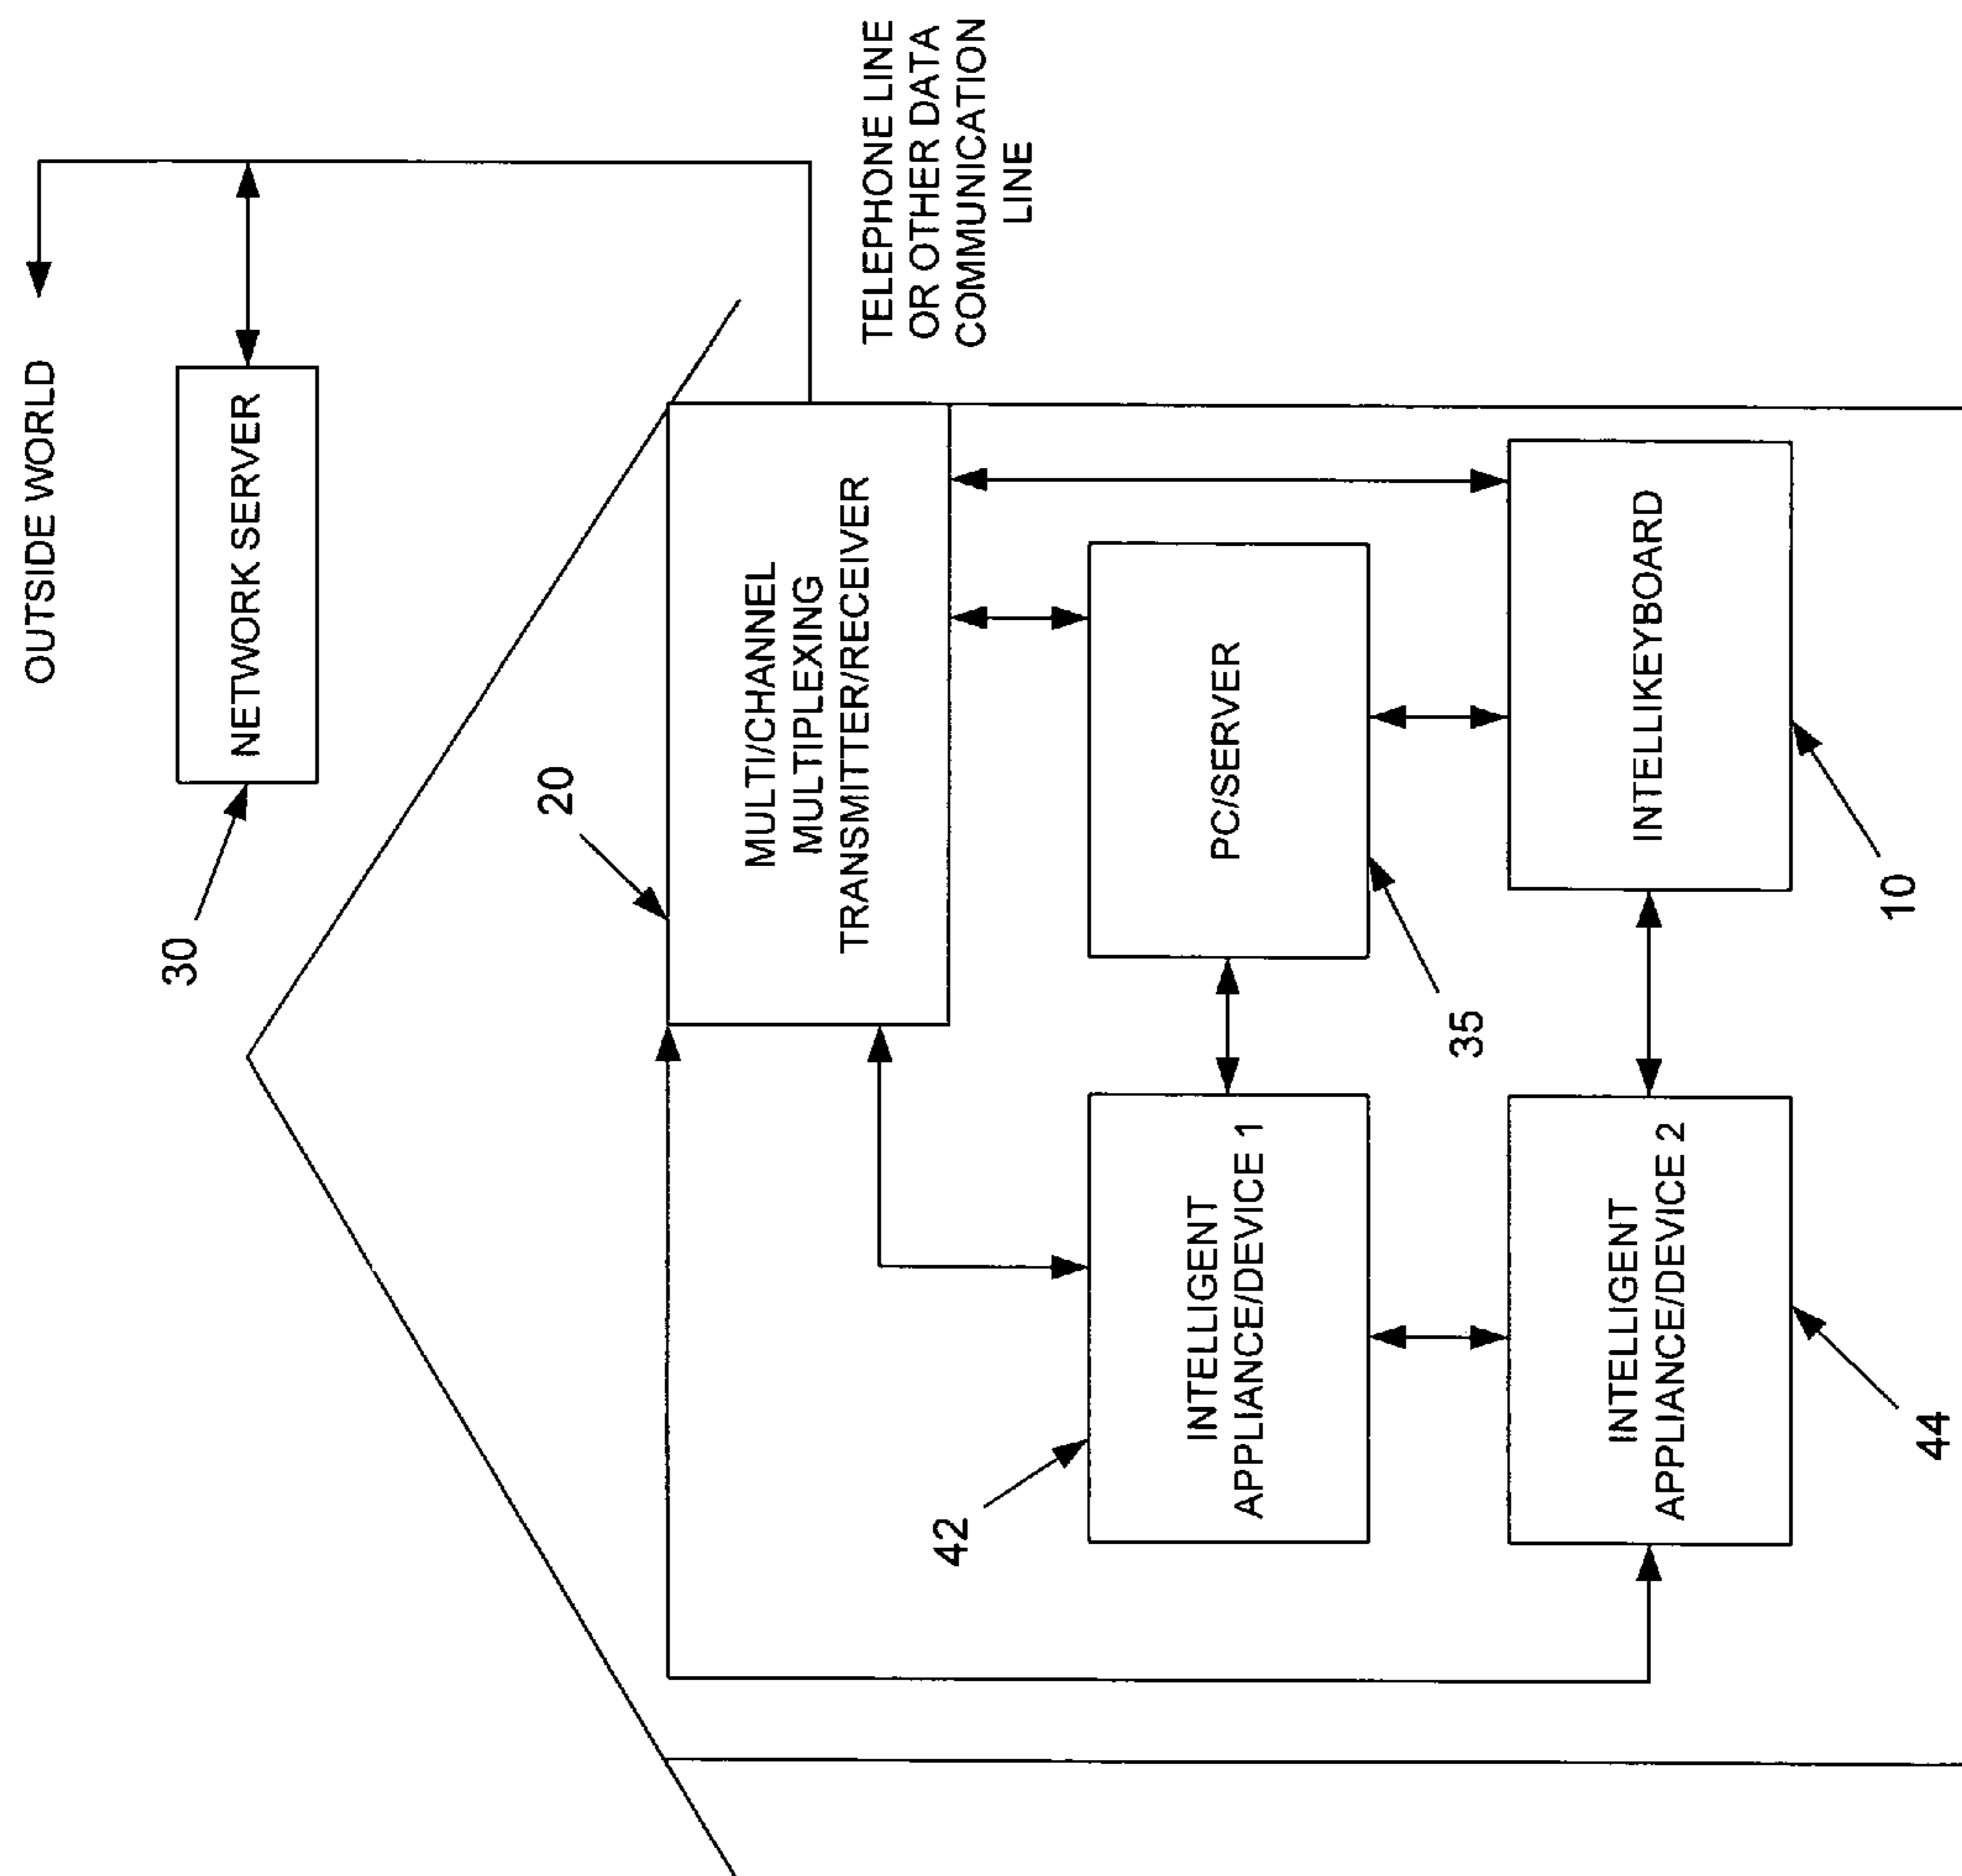 OUTSIDE WORLD
NETWORK SERVER
30
20
MULTI/CHANNEL
MULTIPLEXING
TRANSMITTER/RECEIVER
TELEPHONE LINE
OR OTHER DATA
COMMUNICATION
LINE
42
INTELLIGENT
APPLIANCE/DEVICE 1
PC/SERVER
35
INTELLIGENT
APPLIANCE/DEVICE 2
44
INTELLIKEYBOARD
10